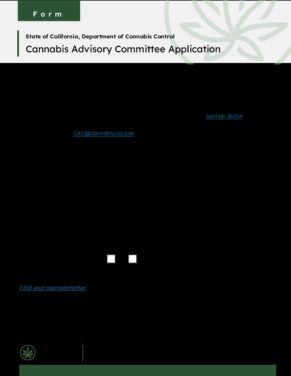 Form
State of California, Department of Cannabis Control
Cannabis Advisory Committee Application
section 26014
CAC@cannabis.ca.gov
Find your representative